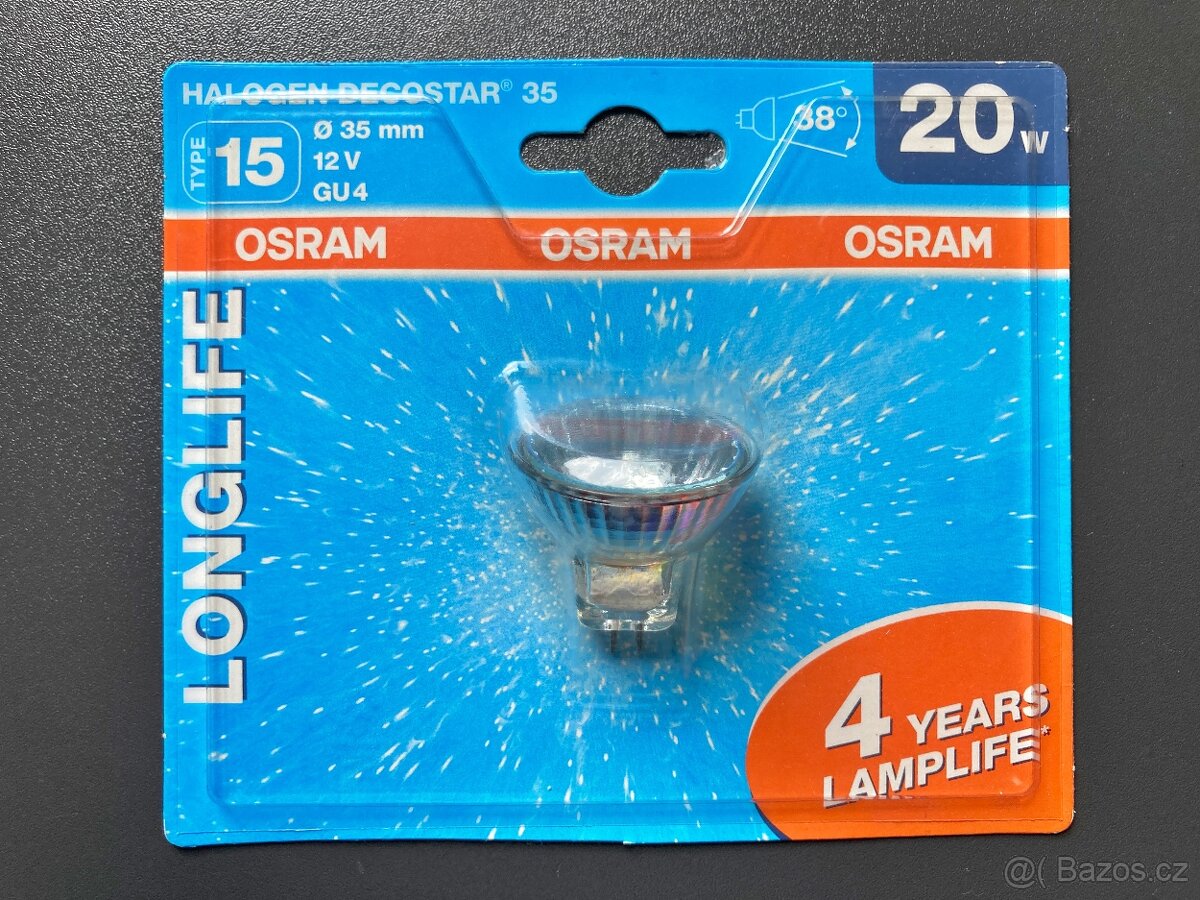 HALOGEN DECOSTAR® 35
TYPE 15
Ø 35 mm
12 V
GU4
38°
20 W
OSRAM OSRAM OSRAM
LONGLIFE
4 YEARS
LAMPLIFE*
@( Bazos.cz